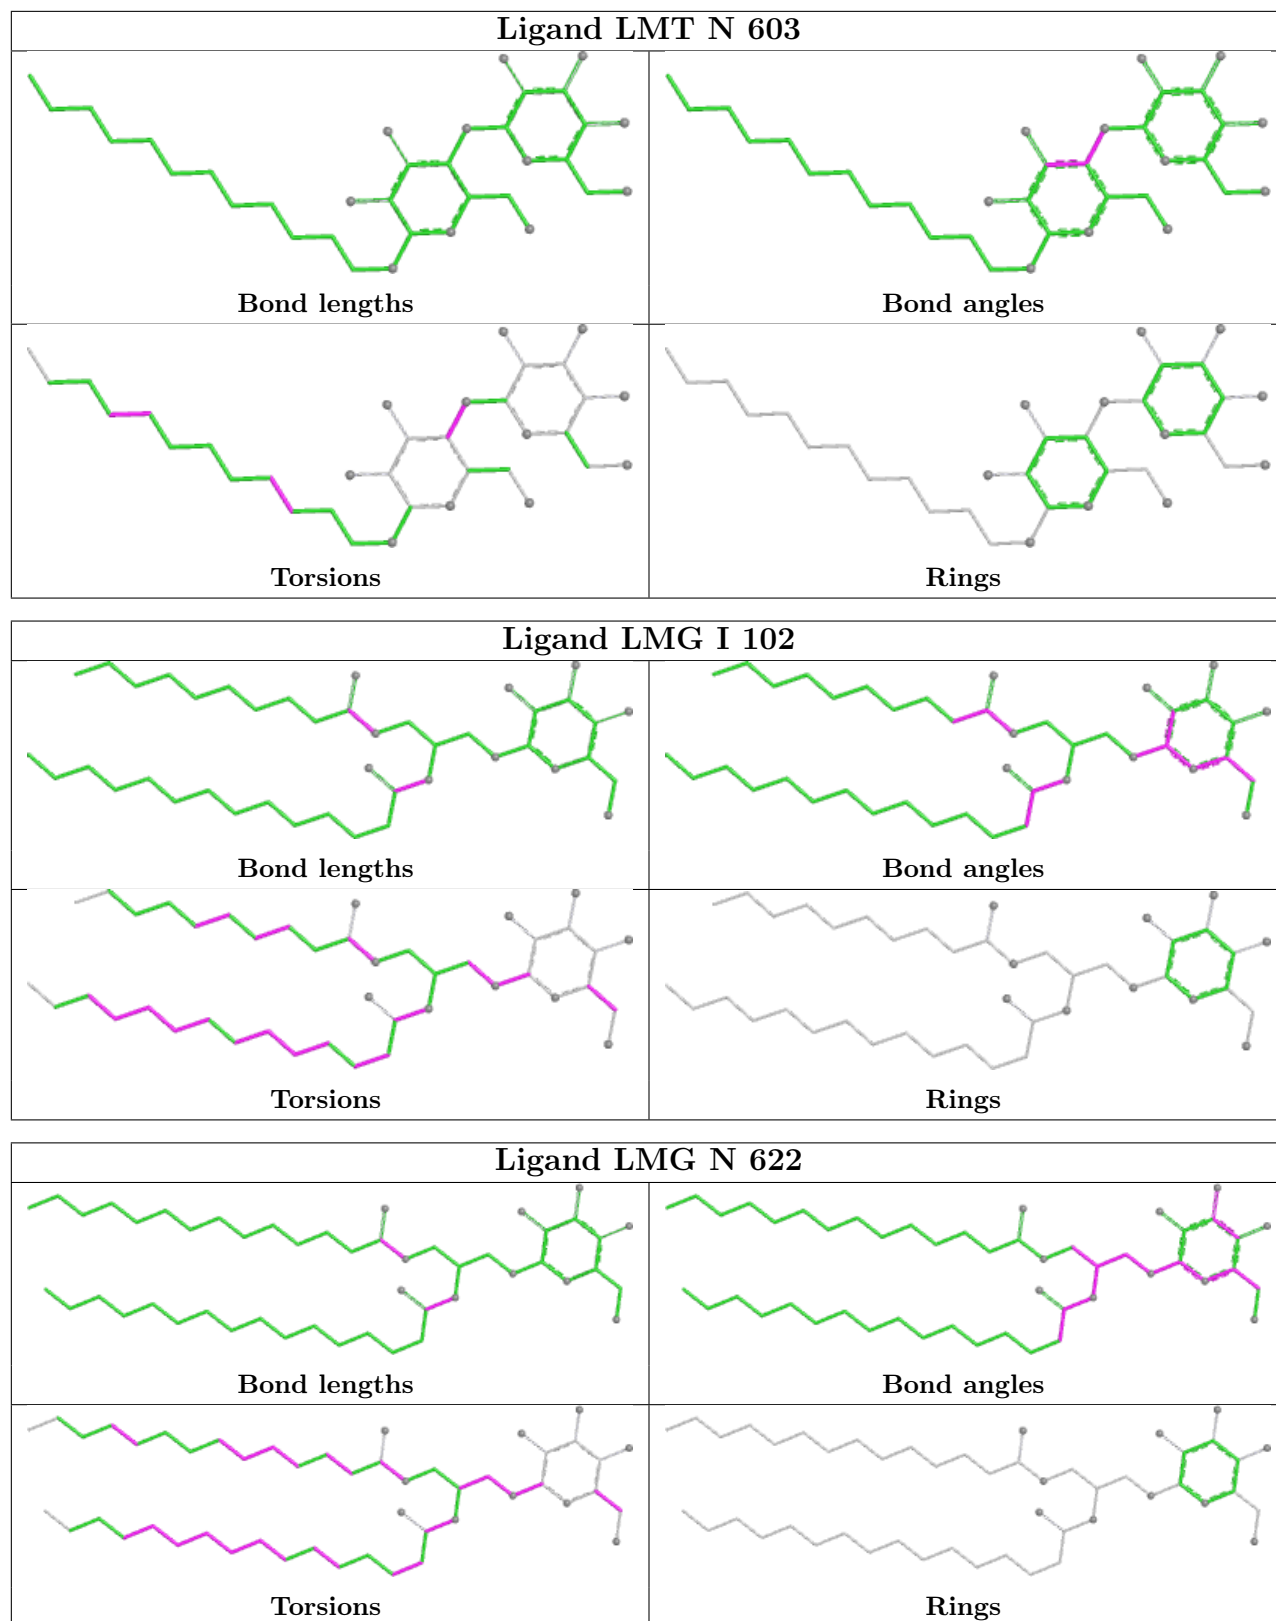 Ligand LMT N 603
Bond lengths
Bond angles
Torsions
Rings
Ligand LMG I 102
Bond lengths
Bond angles
Torsions
Rings
Ligand LMG N 622
Bond lengths
Bond angles
Torsions
Rings